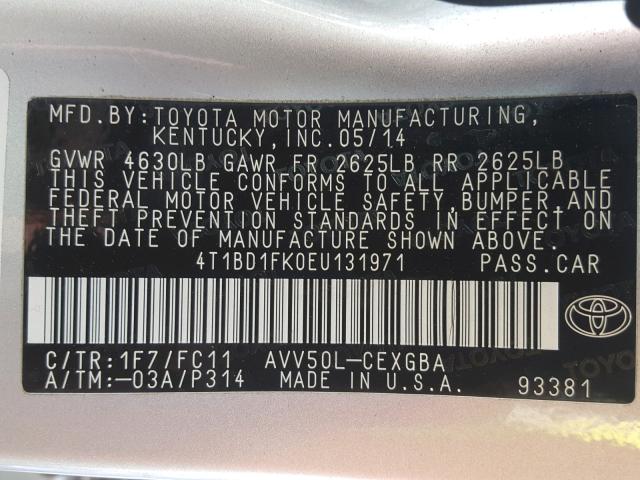 MFD.BY:TOYOTA MOTOR MANUFACTURING,
KENTUCKY,INC.05/14
GVWR 4630LB GAWR FR 2625LB RR 2625LB
THIS VEHICLE CONFORMS TO ALL APPLICABLE
FEDERAL MOTOR VEHICLE SAFETY,BUMPER,AND
THEFT PREVENTION STANDARDS IN EFFECT ON
THE DATE OF MANUFACTURE SHOWN ABOVE.
4T1BD1FK0EU131971 PASS.CAR
C/TR:1F7/FC11 AVV50L-CEXGBA
A/TM:-03A/P314 MADE IN U.S.A. 93381
TOYOTA